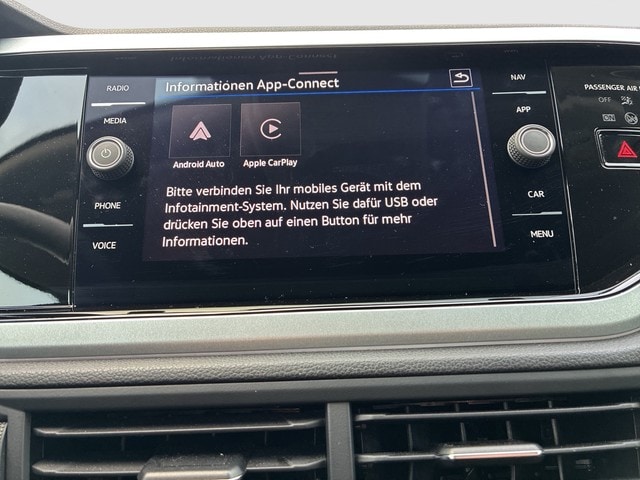 Informationen App-Connect
Android Auto
Apple CarPlay
Bitte verbinden Sie Ihr mobiles Gerät mit dem
Infotainment-System. Nutzen Sie dafür USB oder
drücken Sie oben auf einen Button für mehr
Informationen.
RADIO
MEDIA
PHONE
VOICE
NAV
APP
CAR
MENU
PASSENGER AIR
OFF